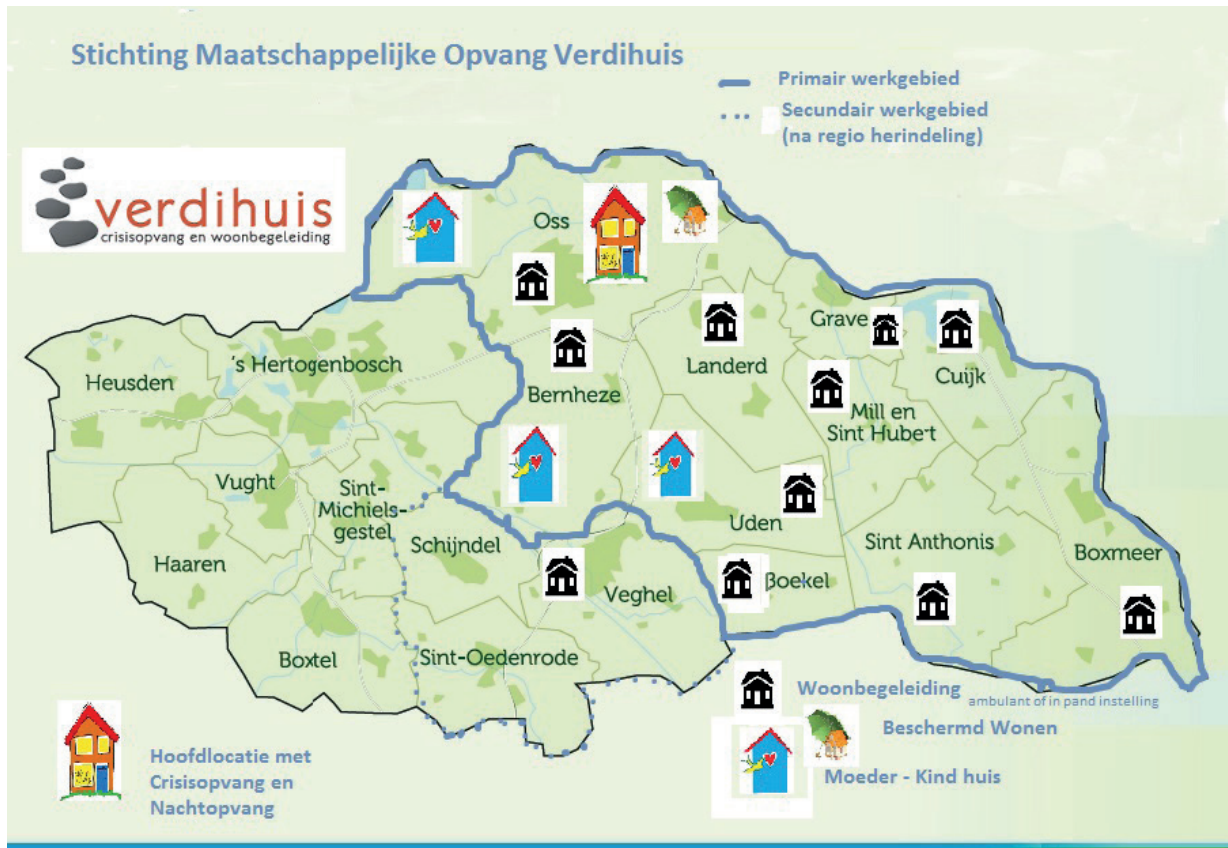 Stichting Maatschappelijke Opvang Verdihuis
Primair werkgebied
Secundair werkgebied
(na regio herindeling)
verdihuis
crisisopvang en woonbegeleiding
Oss
Grave
Landerd
Cuijk
's Hertogenbosch
Heusden
Bernheze
Mill en
Sint Hubert
Vught
Sint-
Michiels-
gestel
Uden
Schijndel
Sint Anthonis
Boxmeer
Haaren
Veghel
Boekel
Boxtel
Sint-Oedenrode
Woonbegeleiding
ambulant of in pand instelling
Beschermd Wonen
Moeder - Kind huis
Hoofdlocatie met
Crisisopvang en
Nachtopvang